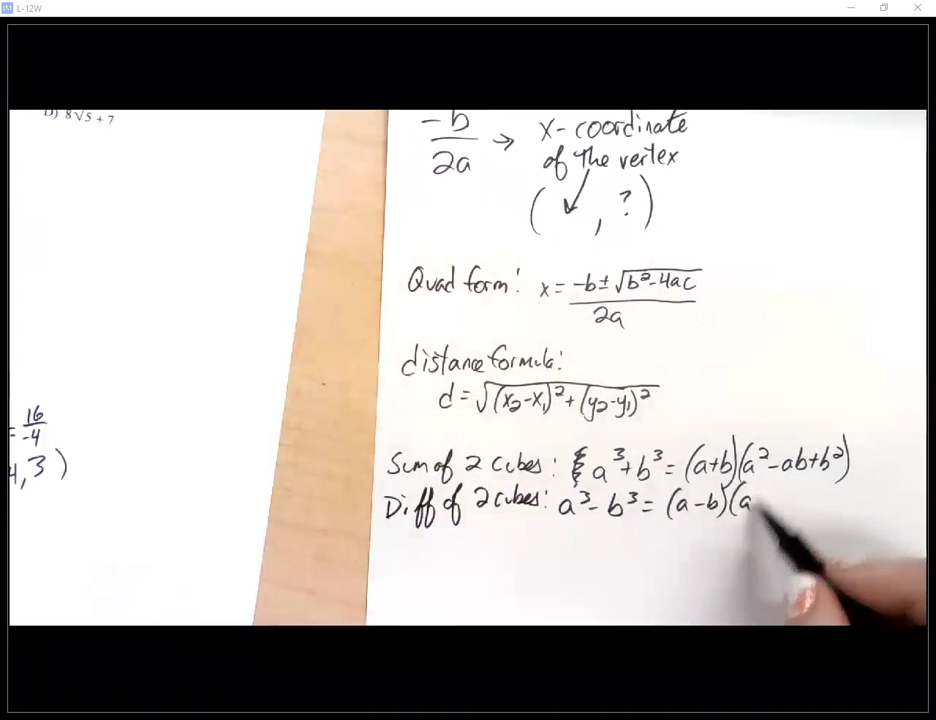 L-12W
D) 8√5 + 7
-b/2a → x-coordinate
of the vertex
( , ?)
Quad form: x = (-b±√(b²-4ac))/2a
distance formula:
d = √((x₂-x₁)²+(y₂-y₁)²)
= 16/-4
4,3)
Sum of 2 cubes: a³+b³ = (a+b)(a²-ab+b²)
Diff of 2 cubes: a³-b³ = (a-b)(a